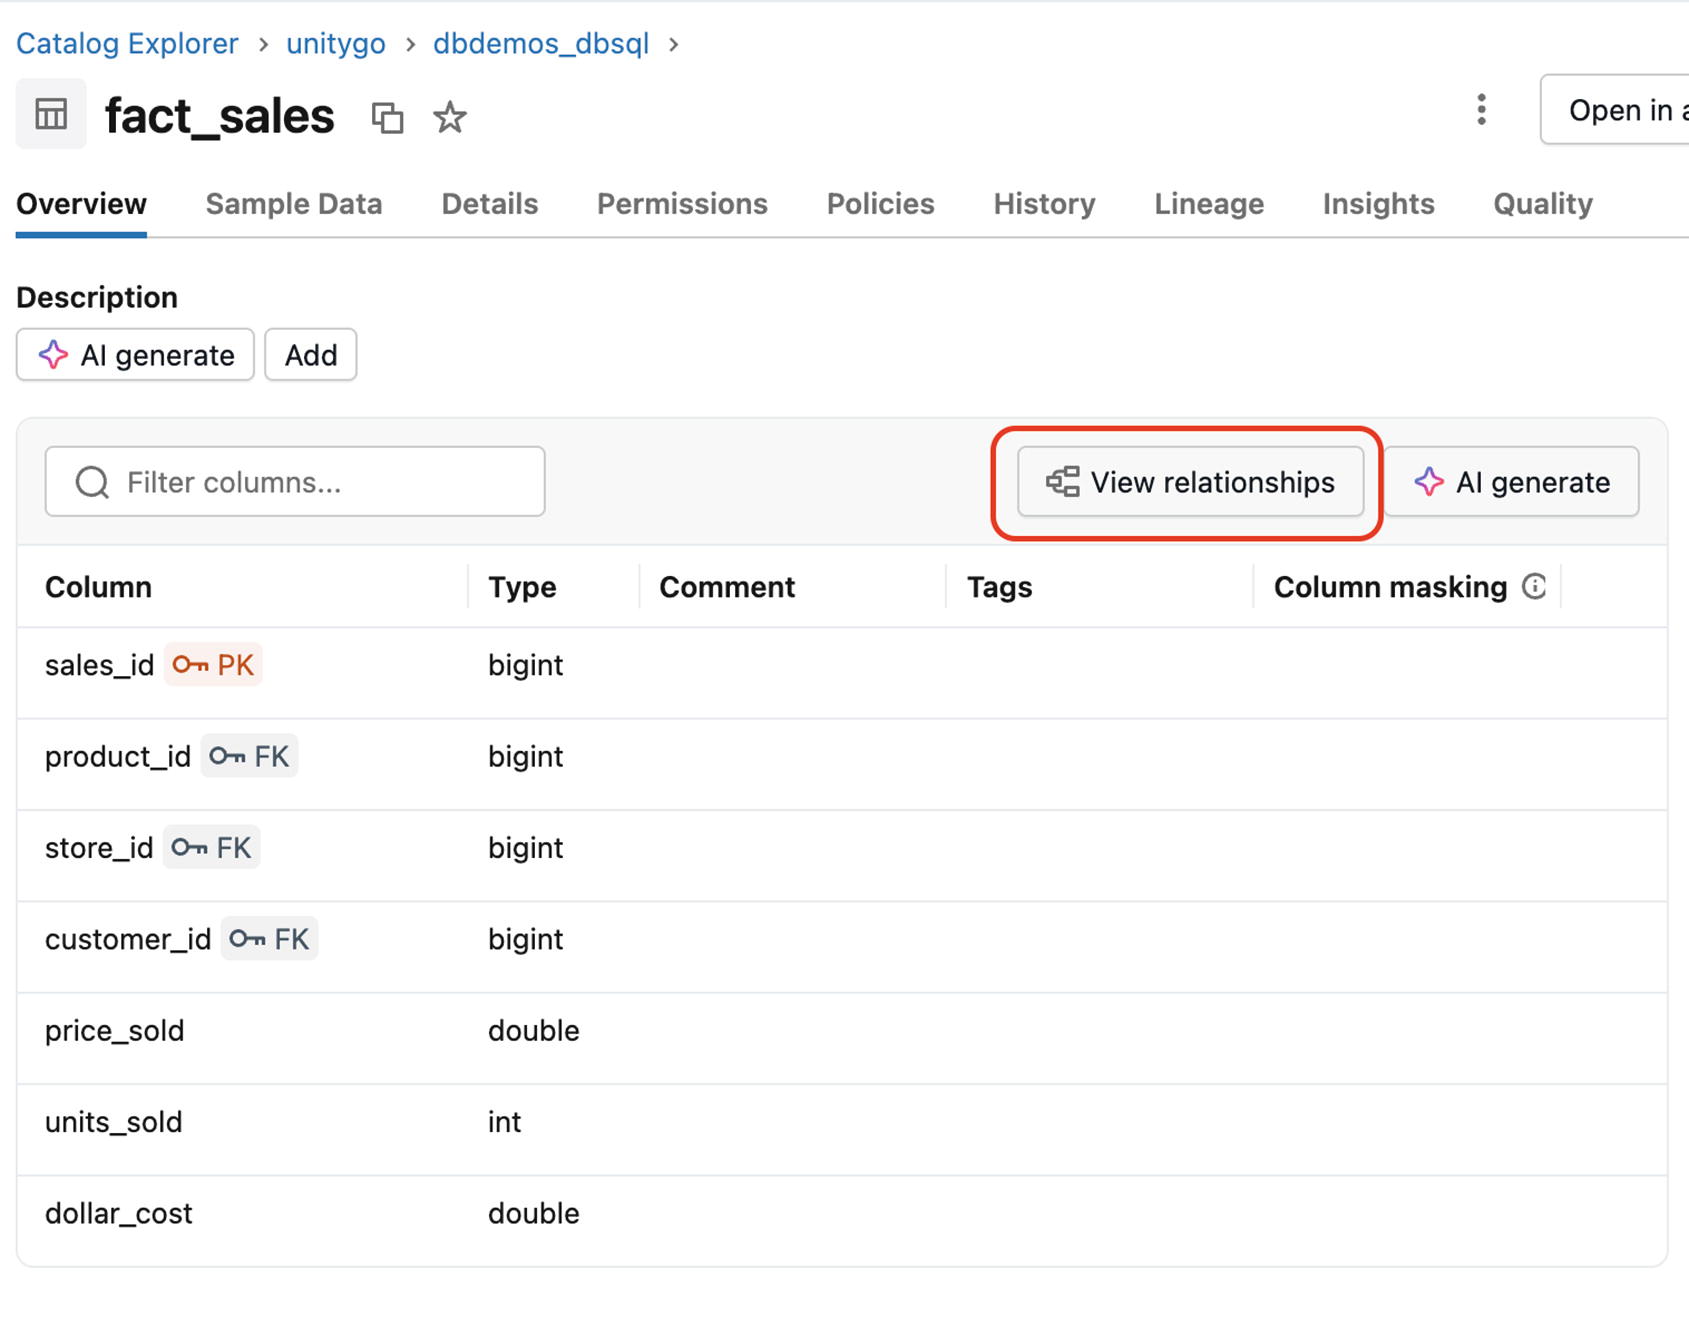 Catalog Explorer > unitygo > dbdemos_dbsql >
fact_sales
Open in a
Overview Sample Data Details Permissions Policies History Lineage Insights Quality
Description
AI generate Add
Filter columns... View relationships AI generate
Column Type Comment Tags Column masking
sales_id PK bigint
product_id FK bigint
store_id FK bigint
customer_id FK bigint
price_sold double
units_sold int
dollar_cost double